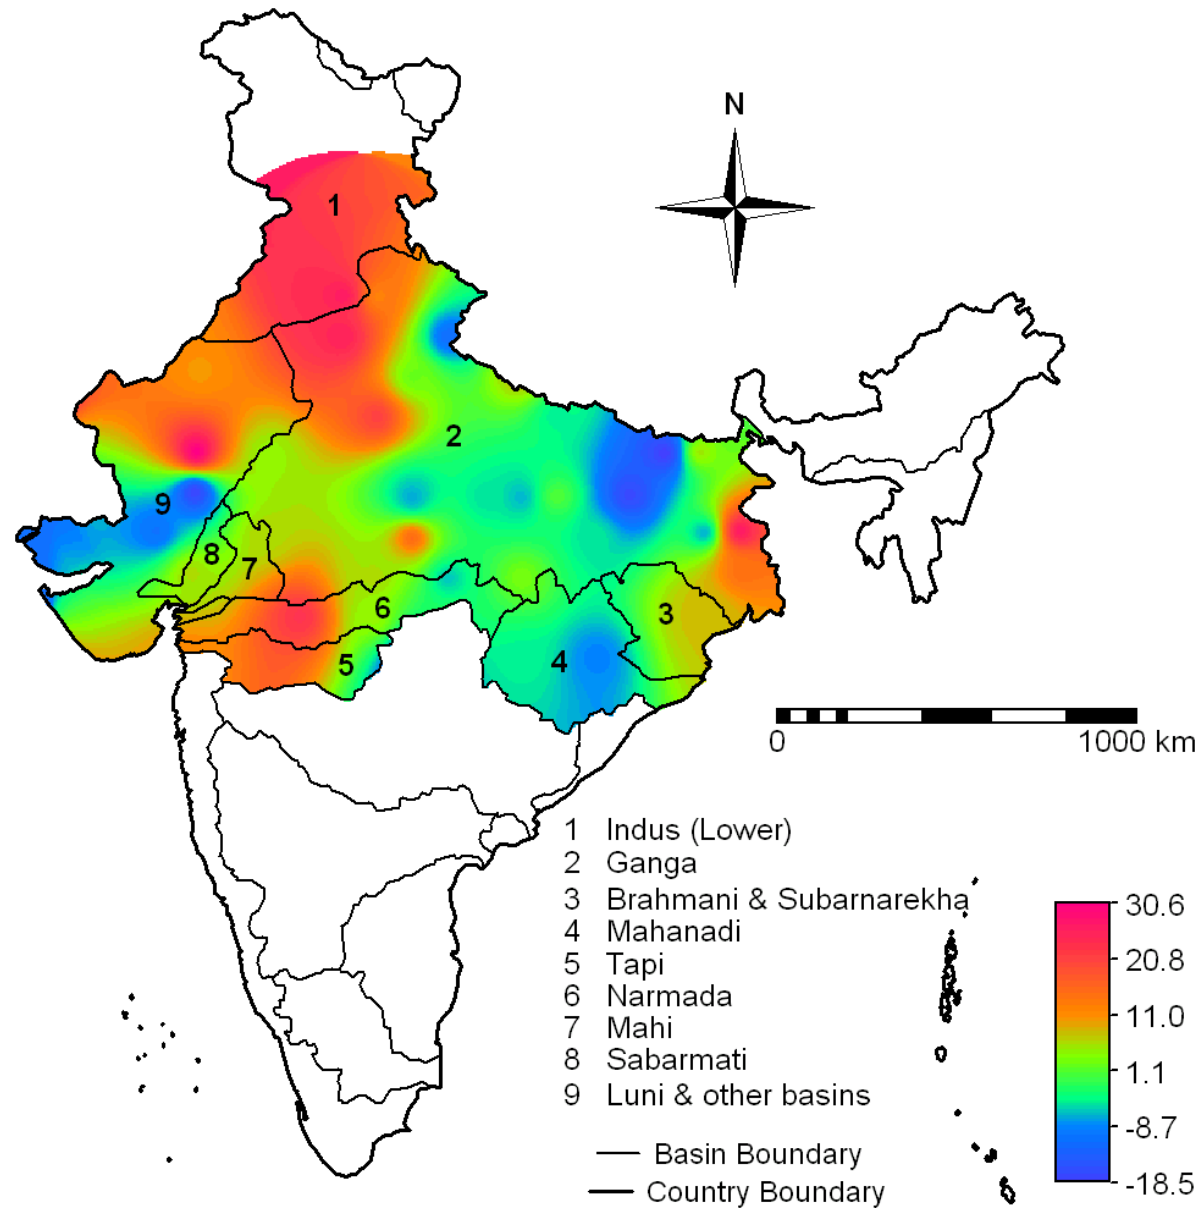 N
1
2
9
8
7
6
3
5
4
0 1000 km
1 Indus (Lower)
2 Ganga
3 Brahmani & Subarnarekha
4 Mahanadi
5 Tapi
6 Narmada
7 Mahi
8 Sabarmati
9 Luni & other basins
Basin Boundary
Country Boundary
30.6
20.8
11.0
1.1
-8.7
-18.5